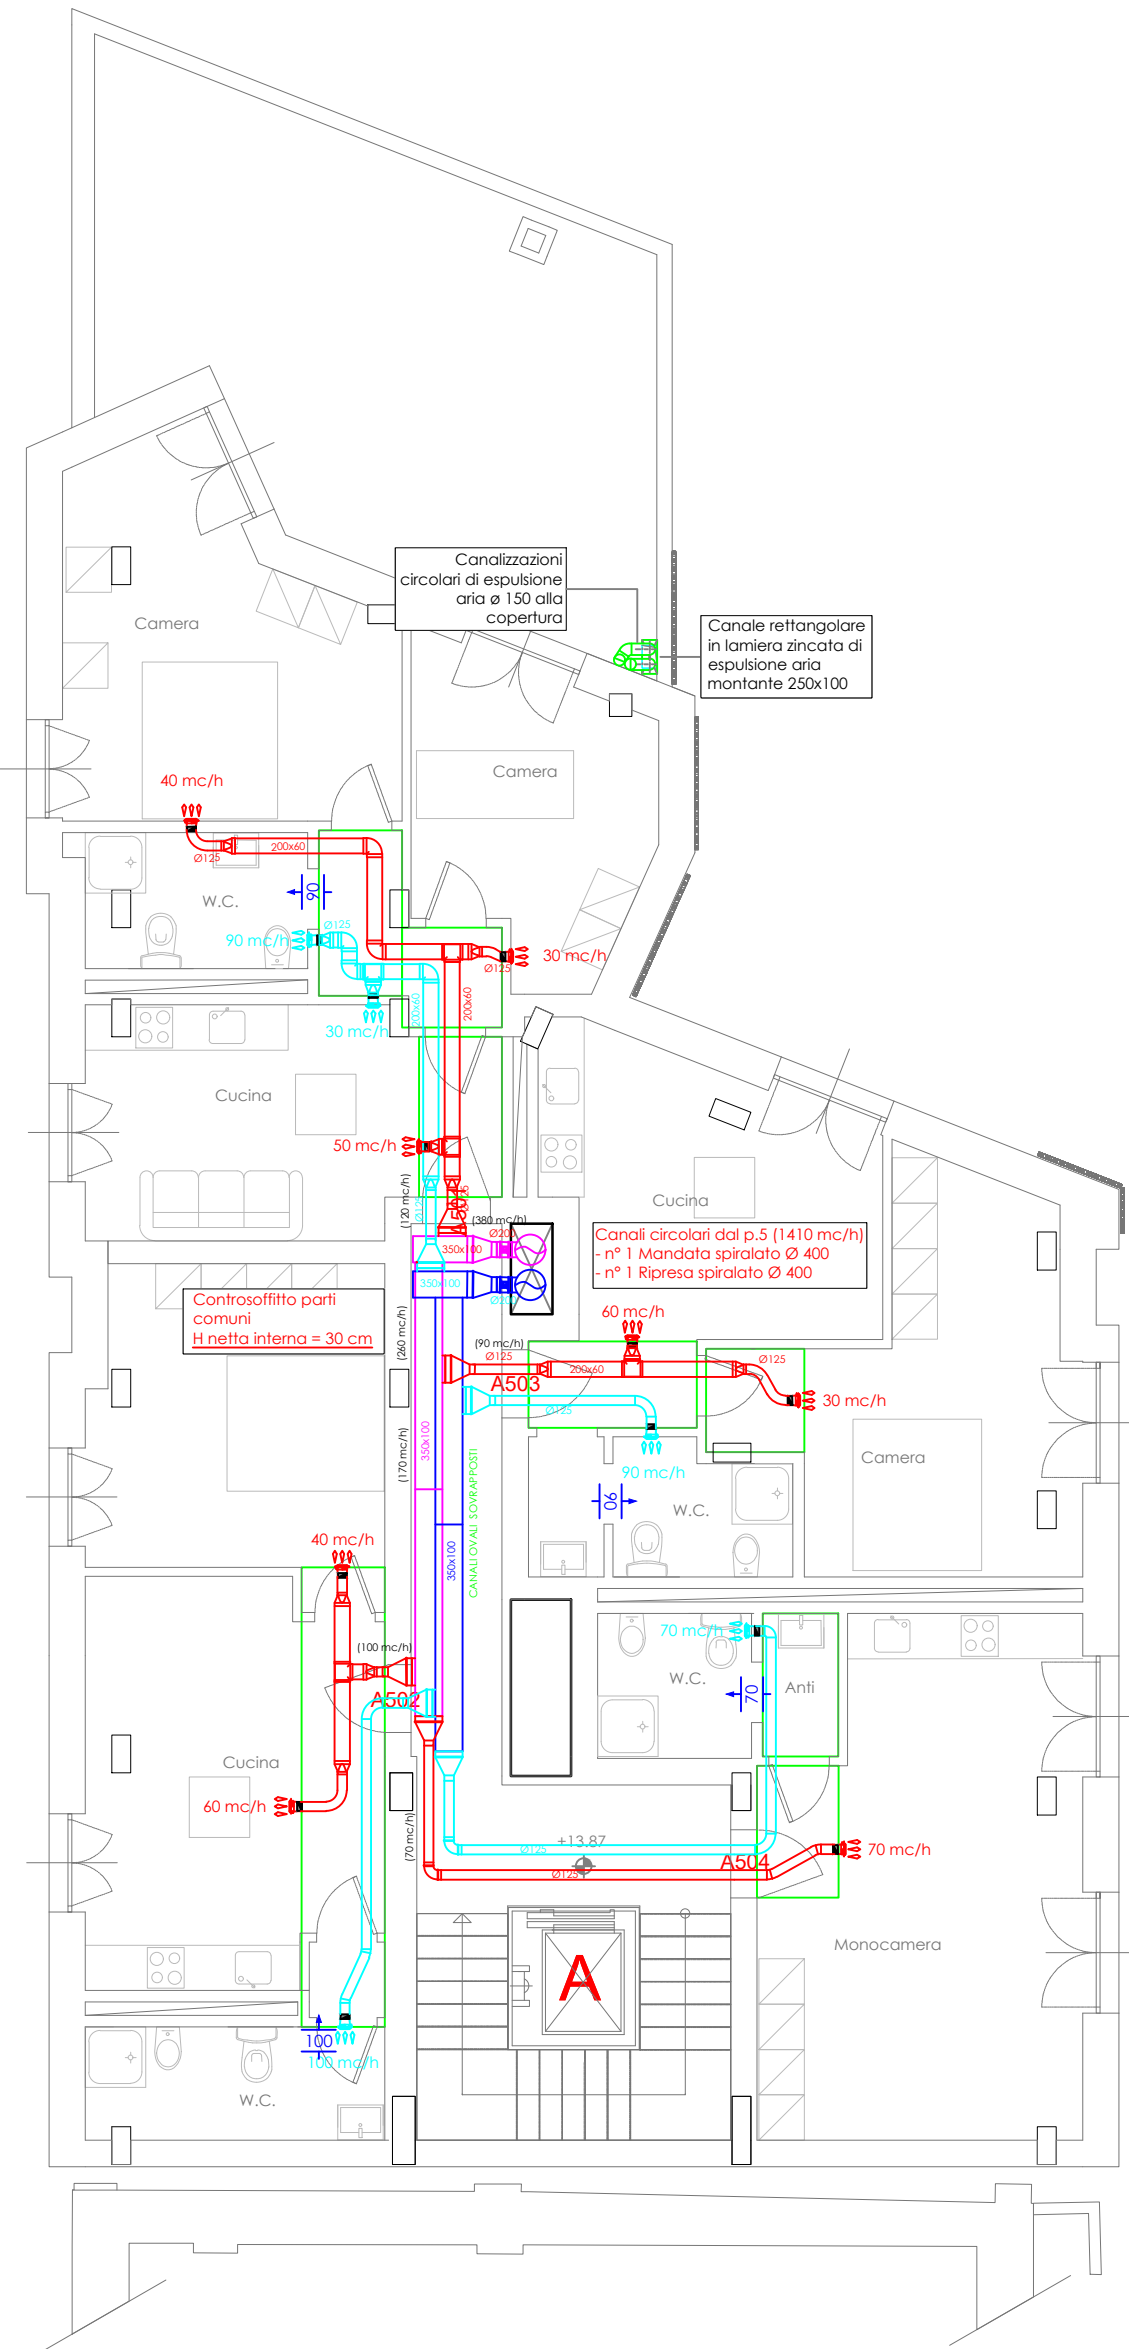 Canalizzazioni
circolari di espulsione
aria ø 150 alla
copertura
Canale rettangolare
in lamiera zincata di
espulsione aria
montante 250x100
Camera
Camera
40 mc/h
200x60
Ø125
W.C.
90
Ø125
90 mc/h
30 mc/h
Ø125
200x60
200x60
30 mc/h
Cucina
50 mc/h
Cucina
(120 mc/h)
Ø125
Ø125
A501
(380 mc/h)
Ø200
350x100
350x100
Ø200
Canali circolari dal p.5 (1410 mc/h)
- n° 1 Mandata spiralato Ø 400
- n° 1 Ripresa spiralato Ø 400
Controsoffitto parti
comuni
H netta interna = 30 cm
60 mc/h
(260 mc/h)
(90 mc/h)
Ø125
200x60
Ø125
A503
Ø125
30 mc/h
(170 mc/h)
350x100
CANALI OVALI SOVRAPPOSTI
90 mc/h
Camera
90
W.C.
40 mc/h
350x100
(100 mc/h)
A502
70 mc/h
W.C.
70
Anti
Cucina
60 mc/h
(70 mc/h)
+13.87
Ø125
Ø125
A504
70 mc/h
Monocamera
A
100
100 mc/h
W.C.